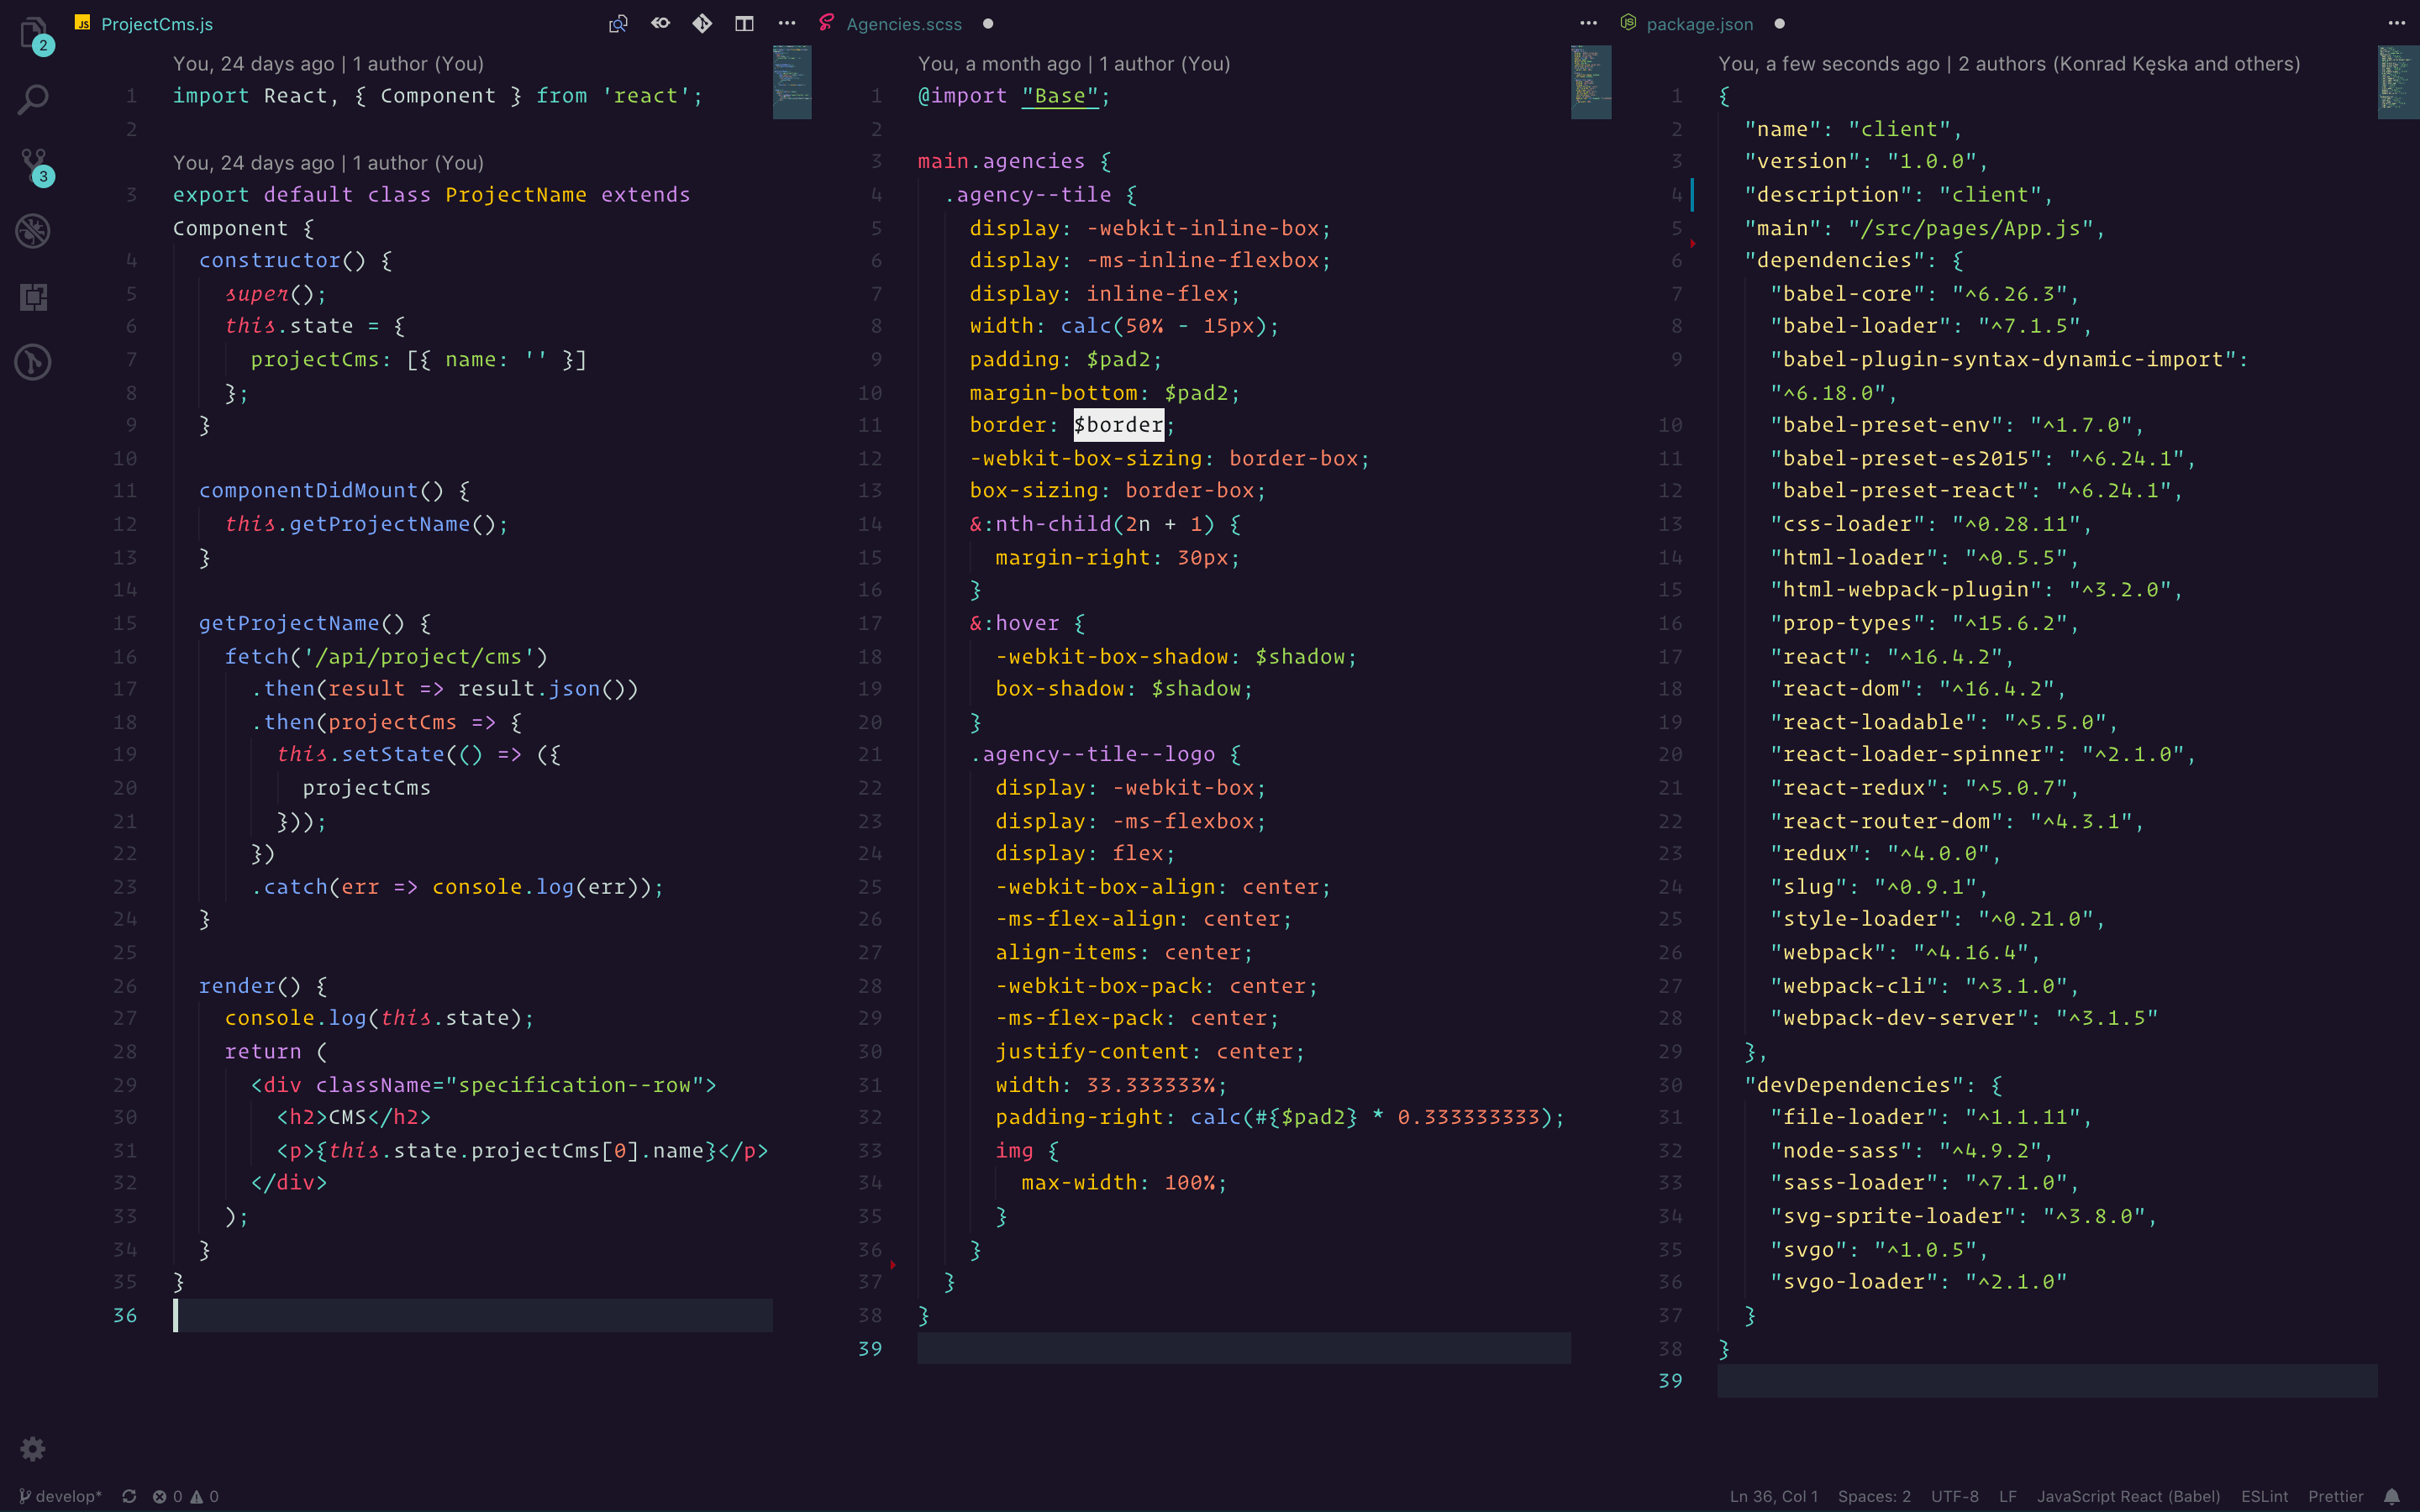 2
3
ProjectCms.js
You, 24 days ago | 1 author (You)
1 import React, { Component } from 'react';
2
You, 24 days ago | 1 author (You)
3 export default class ProjectName extends
Component {
4 constructor() {
5 super();
6 this.state = {
7 projectCms: [{ name: '' }]
8 };
9 }
10
11 componentDidMount() {
12 this.getProjectName();
13 }
14
15 getProjectName() {
16 fetch('/api/project/cms')
17 .then(result => result.json())
18 .then(projectCms => {
19 this.setState(() => ({
20 projectCms
21 }));
22 })
23 .catch(err => console.log(err));
24 }
25
26 render() {
27 console.log(this.state);
28 return (
29 <div className="specification--row">
30 <h2>CMS</h2>
31 <p>{this.state.projectCms[0].name}</p>
32 </div>
33 );
34 }
35 }
36
Agencies.scss
You, a month ago | 1 author (You)
1 @import "Base";
2
3 main.agencies {
4 .agency--tile {
5 display: -webkit-inline-box;
6 display: -ms-inline-flexbox;
7 display: inline-flex;
8 width: calc(50% - 15px);
9 padding: $pad2;
10 margin-bottom: $pad2;
11 border: $border;
12 -webkit-box-sizing: border-box;
13 box-sizing: border-box;
14 &:nth-child(2n + 1) {
15 margin-right: 30px;
16 }
17 &:hover {
18 -webkit-box-shadow: $shadow;
19 box-shadow: $shadow;
20 }
21 .agency--tile--logo {
22 display: -webkit-box;
23 display: -ms-flexbox;
24 display: flex;
25 -webkit-box-align: center;
26 -ms-flex-align: center;
27 align-items: center;
28 -webkit-box-pack: center;
29 -ms-flex-pack: center;
30 justify-content: center;
31 width: 33.333333%;
32 padding-right: calc(#{$pad2} * 0.333333333);
33 img {
34 max-width: 100%;
35 }
36 }
37 }
38 }
39
package.json
You, a few seconds ago | 2 authors (Konrad Kęska and others)
1 {
2 "name": "client",
3 "version": "1.0.0",
4 "description": "client",
5 "main": "/src/pages/App.js",
6 "dependencies": {
7 "babel-core": "^6.26.3",
8 "babel-loader": "^7.1.5",
9 "babel-plugin-syntax-dynamic-import":
"^6.18.0",
10 "babel-preset-env": "^1.7.0",
11 "babel-preset-es2015": "^6.24.1",
12 "babel-preset-react": "^6.24.1",
13 "css-loader": "^0.28.11",
14 "html-loader": "^0.5.5",
15 "html-webpack-plugin": "^3.2.0",
16 "prop-types": "^15.6.2",
17 "react": "^16.4.2",
18 "react-dom": "^16.4.2",
19 "react-loadable": "^5.5.0",
20 "react-loader-spinner": "^2.1.0",
21 "react-redux": "^5.0.7",
22 "react-router-dom": "^4.3.1",
23 "redux": "^4.0.0",
24 "slug": "^0.9.1",
25 "style-loader": "^0.21.0",
26 "webpack": "^4.16.4",
27 "webpack-cli": "^3.1.0",
28 "webpack-dev-server": "^3.1.5"
29 },
30 "devDependencies": {
31 "file-loader": "^1.1.11",
32 "node-sass": "^4.9.2",
33 "sass-loader": "^7.1.0",
34 "svg-sprite-loader": "^3.8.0",
35 "svgo": "^1.0.5",
36 "svgo-loader": "^2.1.0"
37 }
38 }
39
develop* 0 0
Ln 36, Col 1 Spaces: 2 UTF-8 LF JavaScript React (Babel) ESLint Prettier